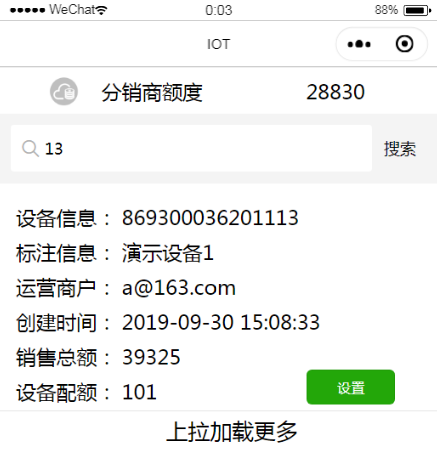 ●●●●● WeChat 0:03 88%
IOT
分销商额度 28830
13 搜索
设备信息： 869300036201113
标注信息： 演示设备1
运营商户： a@163.com
创建时间： 2019-09-30 15:08:33
销售总额： 39325
设备配额： 101 设置
上拉加载更多